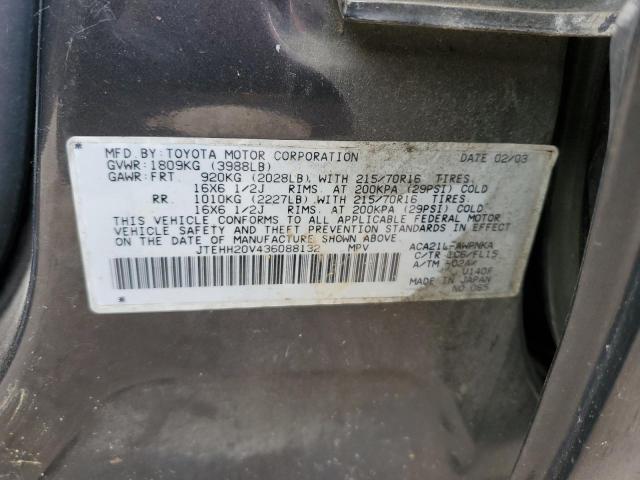 MFD. BY: TOYOTA MOTOR CORPORATION DATE 02/03
GVWR: 1809KG (3988LB)
GAWR: FRT 920KG (2028LB) WITH 215/70R16 TIRES
16X6 1/2J RIMS AT 200KPA (29PSI) COLD
RR 1010KG (2227LB) WITH 215/70R16 TIRES
16X6 1/2J RIMS AT 200KPA (29PSI) COLD
THIS VEHICLE CONFORMS TO ALL APPLICABLE FEDERAL MOTOR
VEHICLE SAFETY AND THEFT PREVENTION STANDARDS IN EFFECT
ON THE DATE OF MANUFACTURE SHOWN ABOVE.
JTEHH20V436088132 MPV ACA21L-AWPNKA
C/TR 1C6/FL15
A/TM -02A/
U140F
MADE IN JAPAN
NO 065